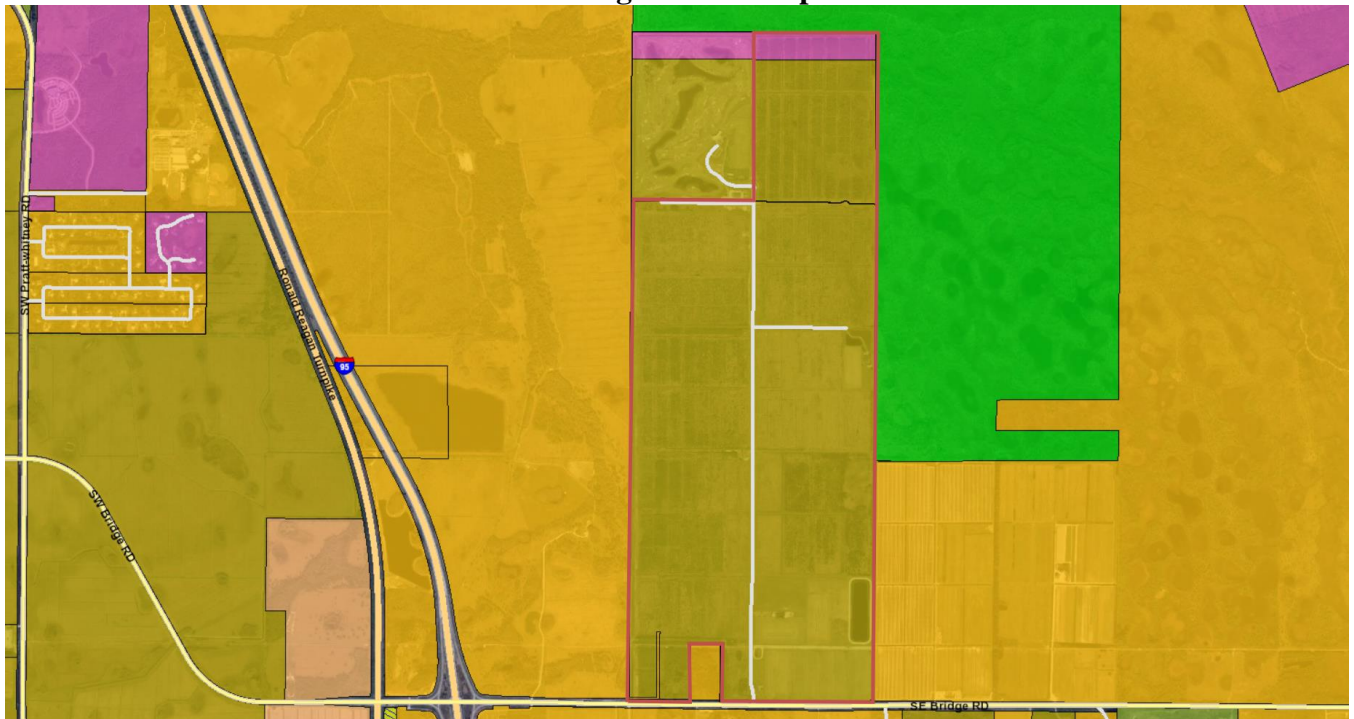 SW Pratt-whitney RD
Ronald Reagan Turnpike
95
SW Bridge RD
SE Bridge RD